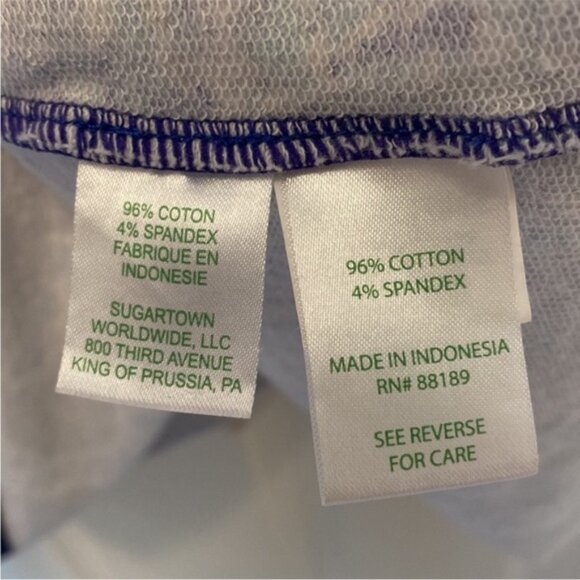 96% COTON
4% SPANDEX
FABRIQUE EN
INDONESIE
SUGARTOWN
WORLDWIDE, LLC
800 THIRD AVENUE
KING OF PRUSSIA, PA
96% COTTON
4% SPANDEX
MADE IN INDONESIA
RN# 88189
SEE REVERSE
FOR CARE